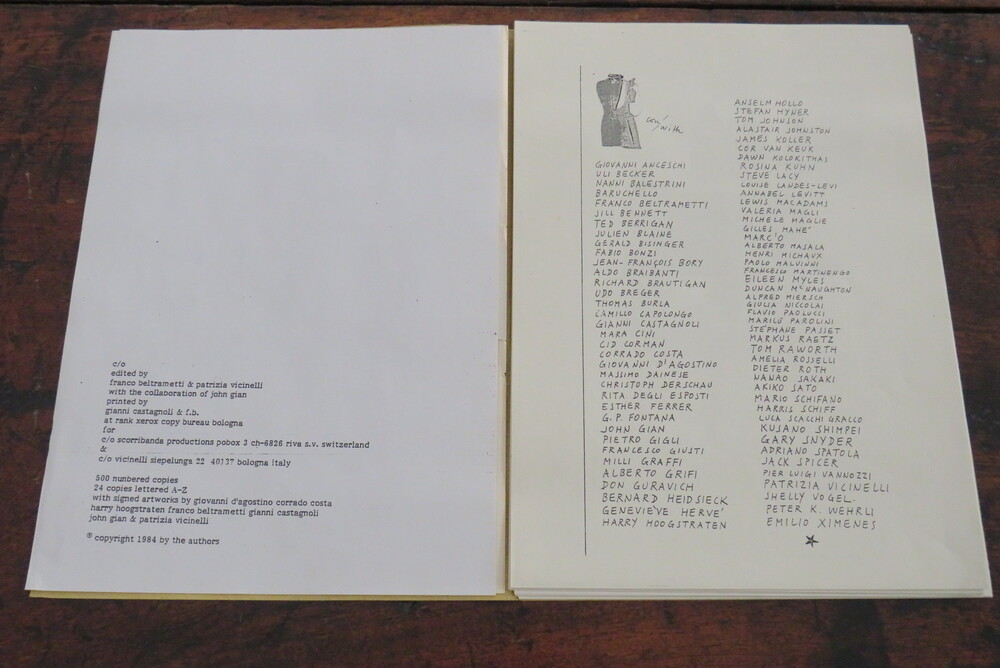 c/o
edited by
franco beltrametti & patrizia vicinelli
with the collaboration of john gian
printed by
gianni castagnoli & f.b.
at rank xerox copy bureau bologna
for
c/o scorribanda productions pobox 3 ch-6826 riva s.v. switzerland
&
c/o vicinelli siepelunga 22 40137 bologna italy
500 numbered copies
24 copies lettered A-Z
with signed artworks by giovanni d'agostino corrado costa
harry hoogstraten franco beltrametti gianni castagnoli
john gian & patrizia vicinelli
© copyright 1984 by the authors
con/with
GIOVANNI ANCESCHI
ULI BECKER
NANNI BALESTRINI
BARUCHELLO
FRANCO BELTRAMETTI
JILL BENNETT
TED BERRIGAN
JULIEN BLAINE
GERALD BISINGER
FABIO BONZI
JEAN-FRANÇOIS BORY
ALDO BRAIBANTI
RICHARD BRAUTIGAN
UDO BREGER
THOMAS BURLA
CAMILLO CAPOLONGO
GIANNI CASTAGNOLI
MARA CINI
CID CORMAN
CORRADO COSTA
GIOVANNI D'AGOSTINO
MASSIMO DAINESE
CHRISTOPH DERSCHAU
RITA DEGLI ESPOSTI
ESTHER FERRER
G.P. FONTANA
JOHN GIAN
PIETRO GIGLI
FRANCESCO GIUSTI
MILLI GRAFFI
ALBERTO GRIFI
DON GURAVICH
BERNARD HEIDSIECK
GENEVIEVE HERVE'
HARRY HOOGSTRATEN
ANSELM HOLLO
STEFAN HYNER
TOM JOHNSON
ALASTAIR JOHNSTON
JAMES KOLLER
COR VAN KEUK
DAWN KOLOKITHAS
ROSINA KUHN
STEVE LACY
LOUISE LANDES-LEVI
ANNABEL LEVITT
LEWIS MACADAMS
VALERIA MAGLI
MICHELE MAGLIE
GILLES MAHE'
MARC'O
ALBERTO MASALA
HENRI MICHAUX
PAOLO MALVINNI
FRANCESCO MARTINENGO
EILEEN MYLES
DUNCAN McNAUGHTON
ALFRED MIERSCH
GIULIA NICCOLAI
FLAVIO PAOLUCCI
MARILÙ PAROLINI
STÉPHANE PASSET
MARKUS RAETZ
TOM RAWORTH
AMELIA ROSSELLI
DIETER ROTH
NANAO SAKAKI
AKIKO SATO
MARIO SCHIFANO
HARRIS SCHIFF
LUCA SCACCHI GRACCO
KUSANO SHIMPEI
GARY SNYDER
ADRIANO SPATOLA
JACK SPICER
PIER LUIGI VANNOZZI
PATRIZIA VICINELLI
SHELLY VOGEL
PETER K. WEHRLI
EMILIO XIMENES